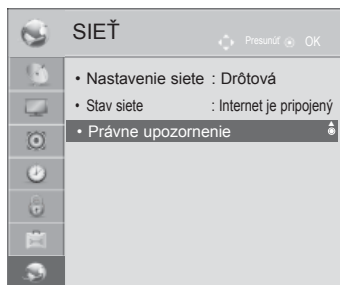 SIEŤ
Presunúť OK
• Nastavenie siete : Drôtová
• Stav siete : Internet je pripojený
• Právne upozornenie